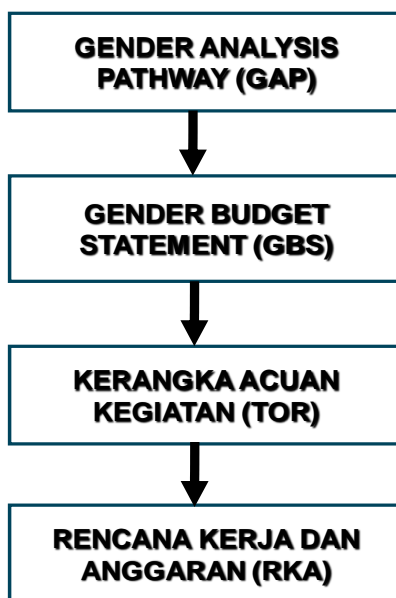 GENDER ANALYSIS
PATHWAY (GAP)
GENDER BUDGET
STATEMENT (GBS)
KERANGKA ACUAN
KEGIATAN (TOR)
RENCANA KERJA DAN
ANGGARAN (RKA)